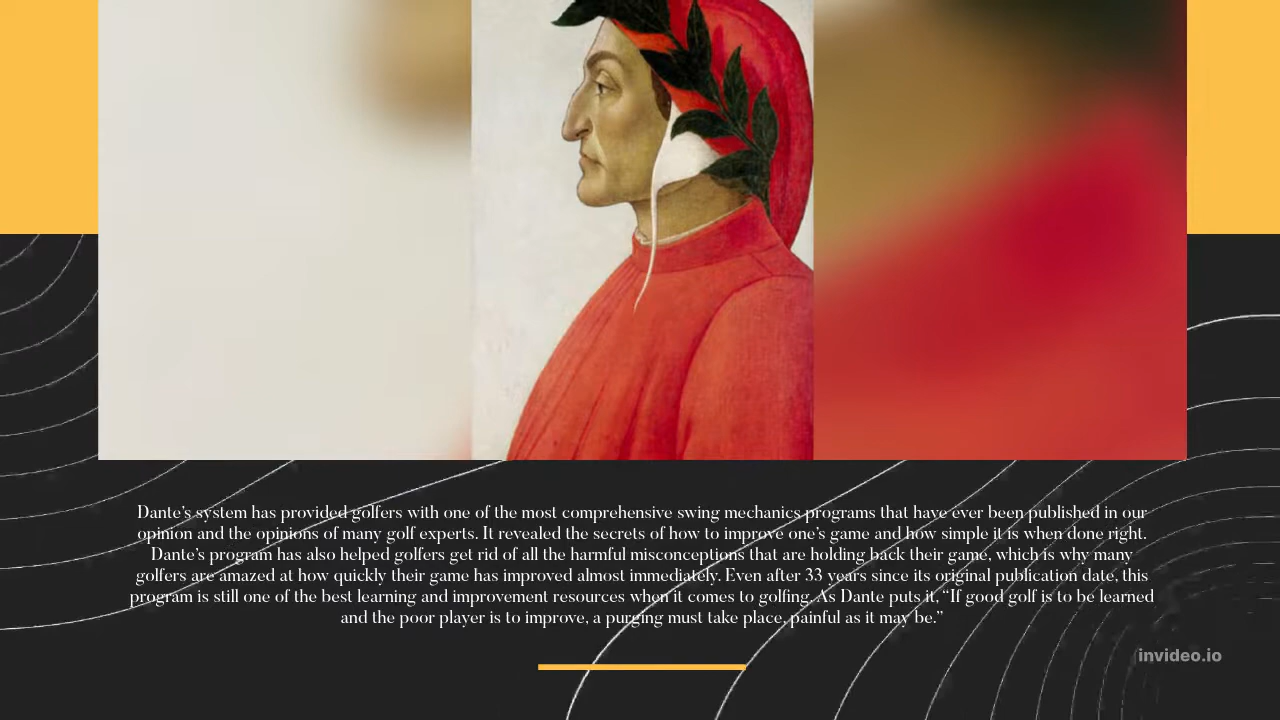 Dante’s system has provided golfers with one of the most comprehensive swing mechanics programs that have ever been published in our
opinion and the opinions of many golf experts. It revealed the secrets of how to improve one’s game and how simple it is when done right.
Dante’s program has also helped golfers get rid of all the harmful misconceptions that are holding back their game, which is why many
golfers are amazed at how quickly their game has improved almost immediately. Even after 33 years since its original publication date, this
program is still one of the best learning and improvement resources when it comes to golfing. As Dante puts it, “If good golf is to be learned
and the poor player is to improve, a purging must take place, painful as it may be.”
invideo.io